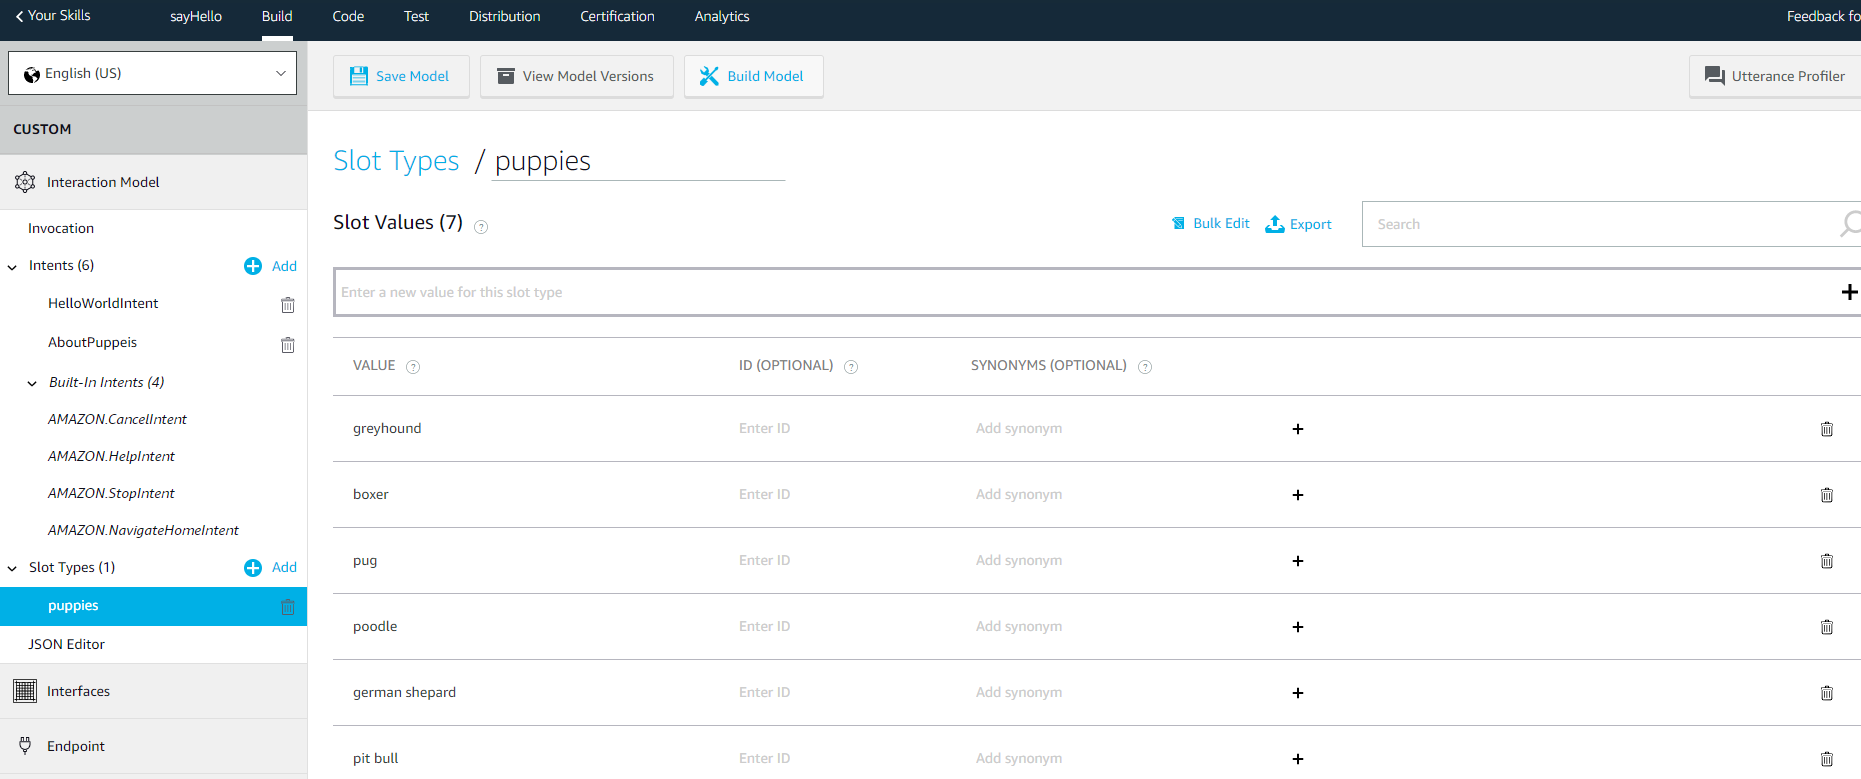 Your Skills sayHello Build Code Test Distribution Certification Analytics Feedback fo
English (US)
Save Model View Model Versions Build Model Utterance Profiler
CUSTOM
Interaction Model
Invocation
Intents (6) Add
HelloWorldIntent
AboutPuppeis
Built-In Intents (4)
AMAZON.CancelIntent
AMAZON.HelpIntent
AMAZON.StopIntent
AMAZON.NavigateHomeIntent
Slot Types (1) Add
puppies
JSON Editor
Interfaces
Endpoint
Slot Types / puppies
Slot Values (7) ? Bulk Edit Export Search
Enter a new value for this slot type
VALUE ? ID (OPTIONAL) ? SYNONYMS (OPTIONAL) ?
greyhound Enter ID Add synonym
boxer Enter ID Add synonym
pug Enter ID Add synonym
poodle Enter ID Add synonym
german shepard Enter ID Add synonym
pit bull Enter ID Add synonym